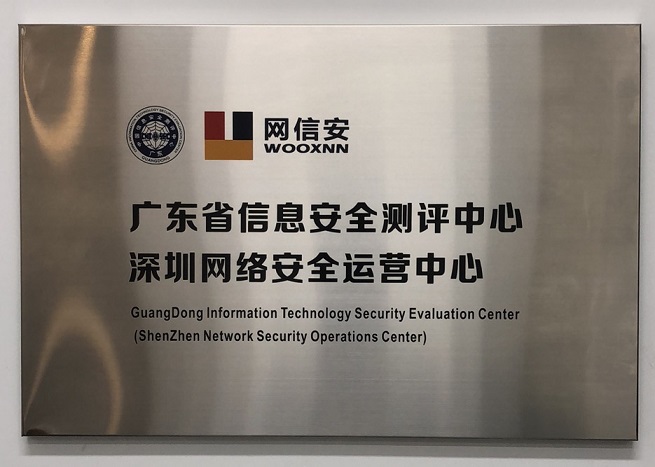 网信安
WOOXNN
广东省信息安全测评中心
深圳网络安全运营中心
GuangDong Information Technology Security Evaluation Center
(ShenZhen Network Security Operations Center)